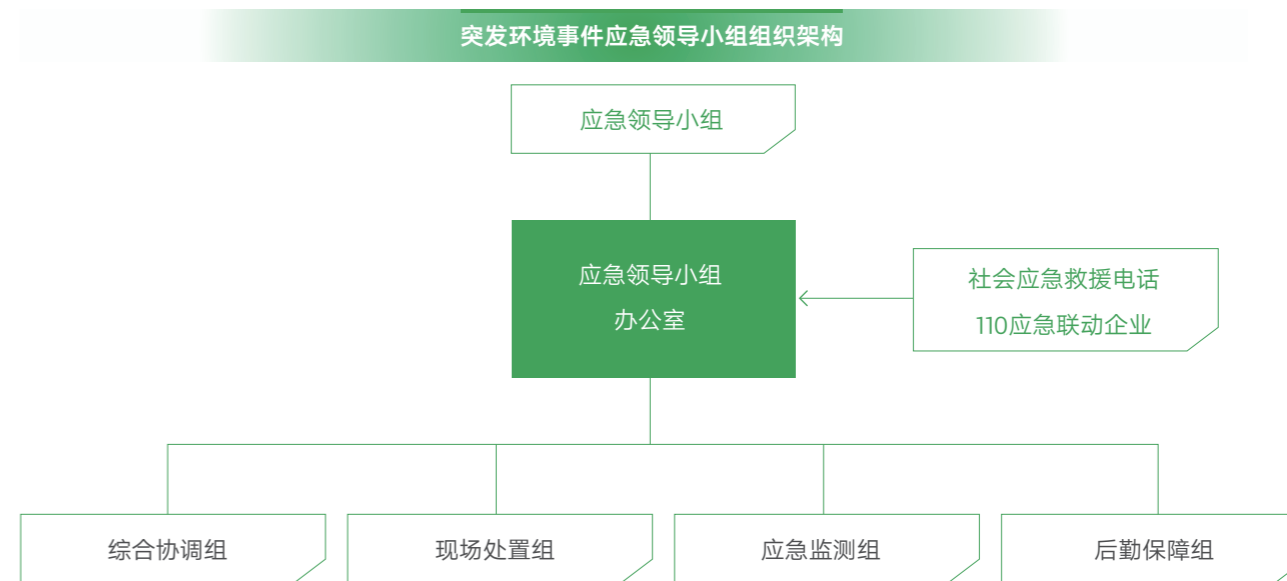 突发环境事件应急领导小组组织架构
应急领导小组
应急领导小组
办公室
社会应急救援电话
110应急联动企业
综合协调组
现场处置组
应急监测组
后勤保障组